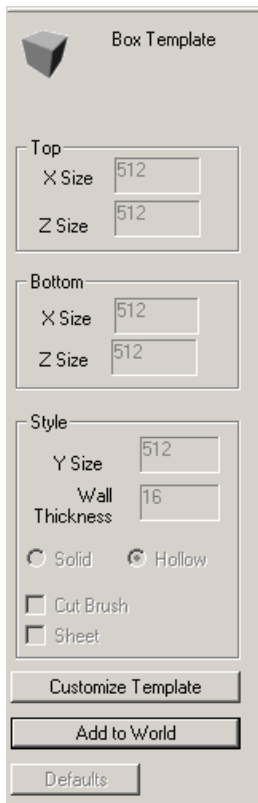 Box Template
Top
X Size 512
Z Size 512
Bottom
X Size 512
Z Size 512
Style
Y Size 512
Wall
Thickness 16
Solid Hollow
Cut Brush
Sheet
Customize Template
Add to World
Defaults